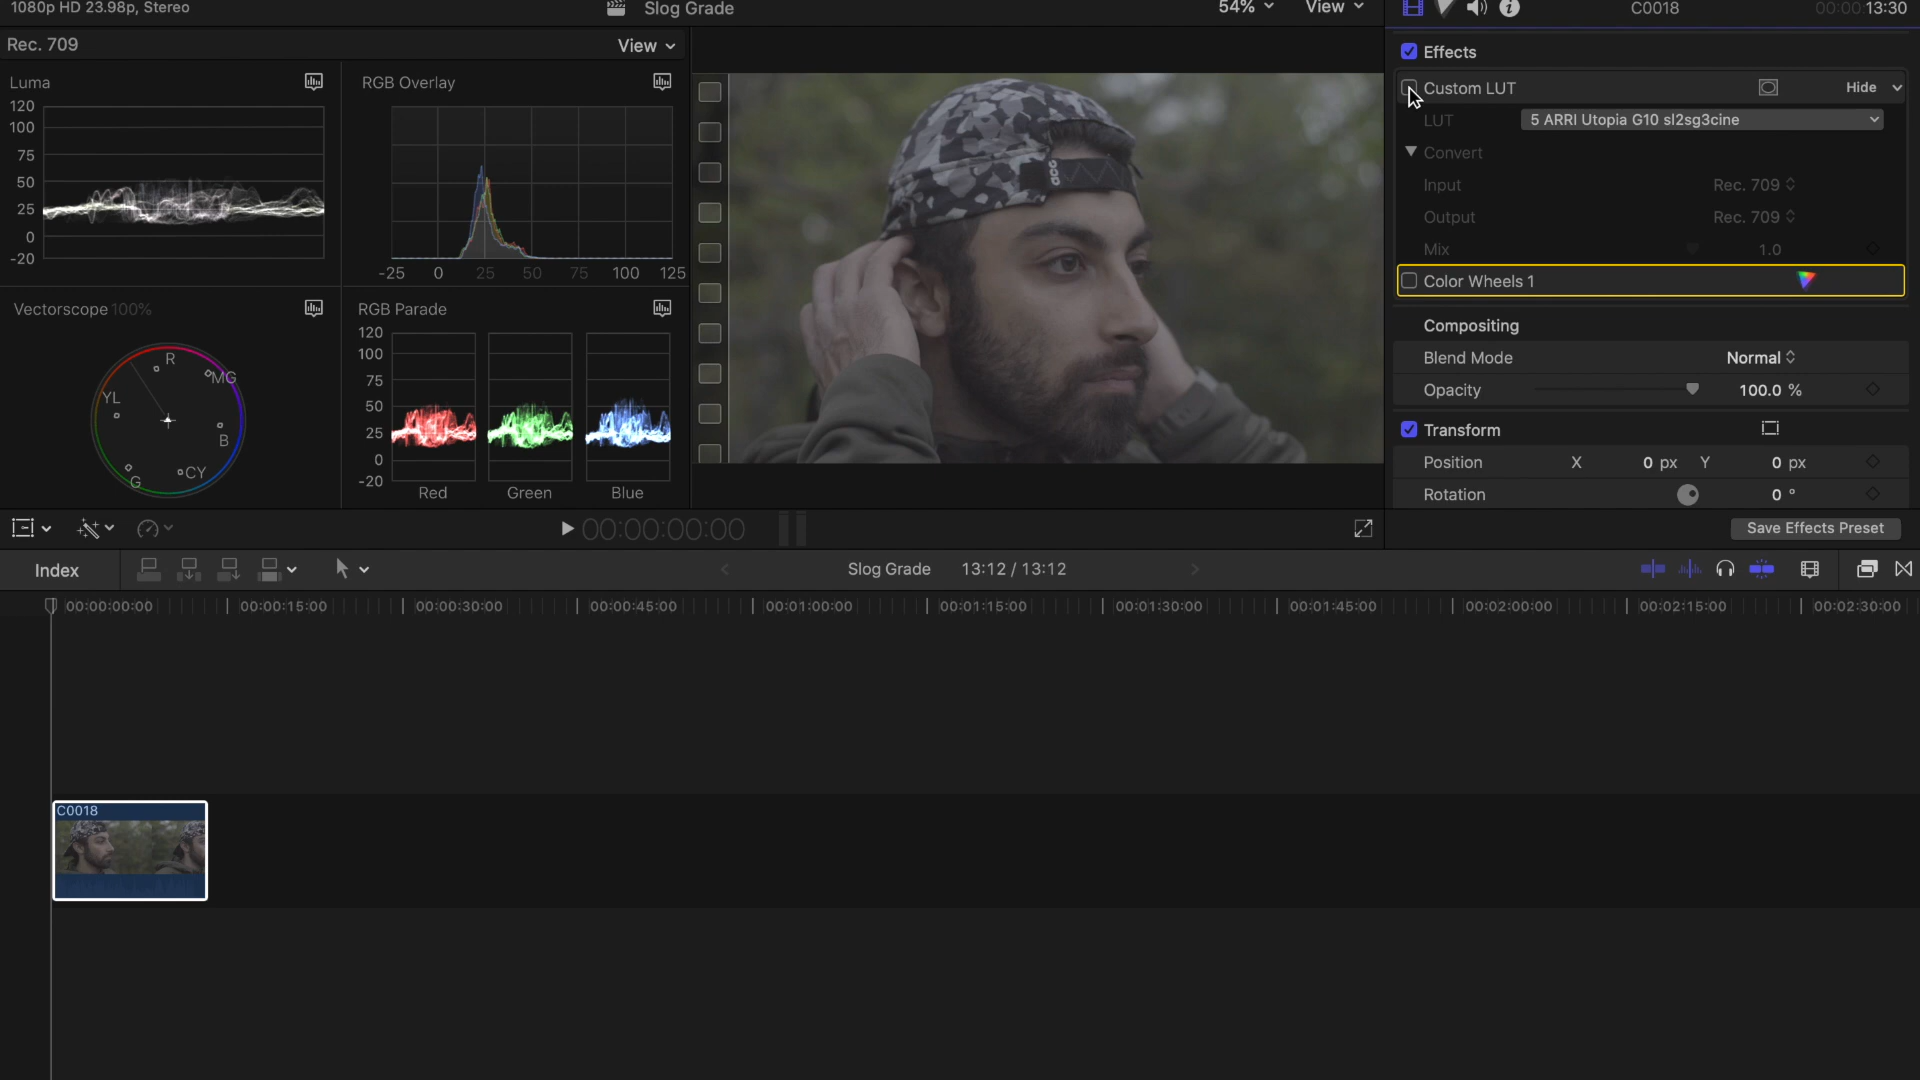 1080p HD 23.98p, Stereo
Slog Grade
54%
View
C0018
00:00:13:30
Rec. 709
View
Luma
120
100
75
50
25
0
-20
RGB Overlay
-25 0 25 50 75 100 125
Vectorscope 100%
R
MG
B
CY
G
YL
RGB Parade
120
100
75
50
25
0
-20
Red Green Blue
Effects
Custom LUT
Hide
LUT
5 ARRI Utopia G10 sl2sg3cine
Convert
Input Rec. 709
Output Rec. 709
Mix 1.0
Color Wheels 1
Compositing
Blend Mode Normal
Opacity 100.0 %
Transform
Position X 0 px Y 0 px
Rotation 0 °
00:00:00:00
Save Effects Preset
Index
Slog Grade 13:12 / 13:12
00:00:00:00 00:00:15:00 00:00:30:00 00:00:45:00 00:01:00:00 00:01:15:00 00:01:30:00 00:01:45:00 00:02:00:00 00:02:15:00 00:02:30:00
C0018